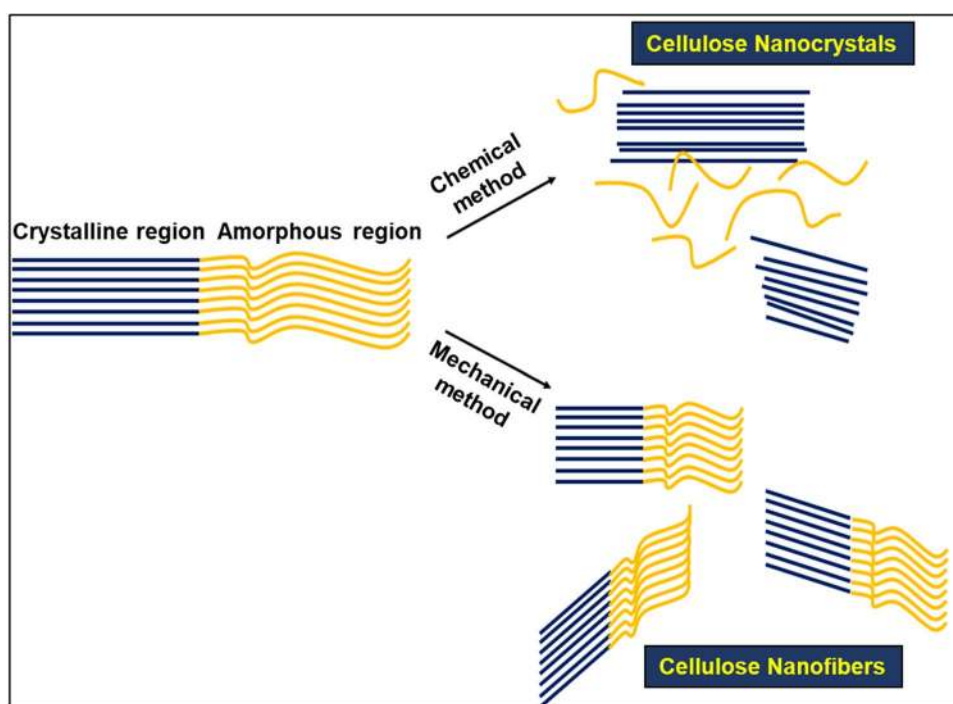 Cellulose Nanocrystals
Chemical
method
Crystalline region Amorphous region
Mechanical
method
Cellulose Nanofibers